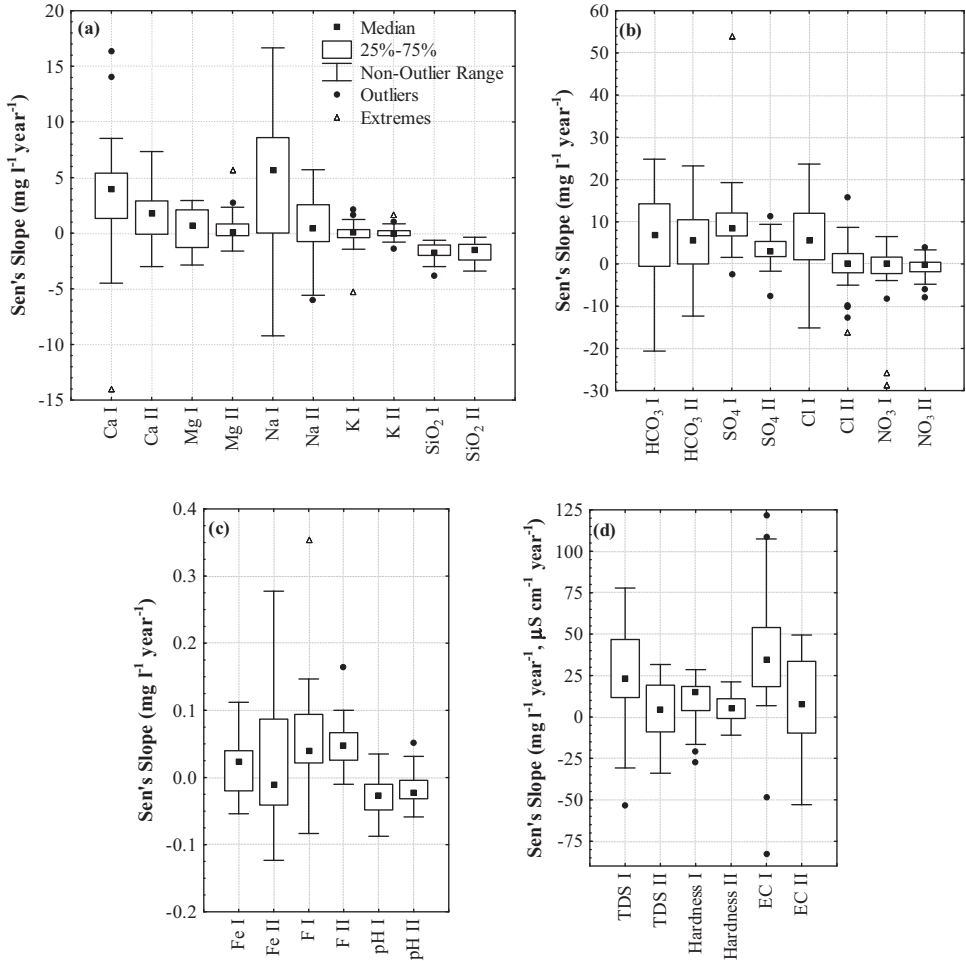 (a)
Median
25%-75%
Non-Outlier Range
Outliers
Extremes
Sen's Slope (mg l⁻¹ year⁻¹)
20
15
10
5
0
-5
-10
-15
Ca I
Ca II
Mg I
Mg II
Na I
Na II
K I
K II
SiO₂ I
SiO₂ II
(b)
Sen's Slope (mg l⁻¹ year⁻¹)
60
50
40
30
20
10
0
-10
-20
-30
HCO₃ I
HCO₃ II
SO₄ I
SO₄ II
Cl I
Cl II
NO₃ I
NO₃ II
(c)
Sen's Slope (mg l⁻¹ year⁻¹)
0.4
0.3
0.2
0.1
0.0
-0.1
-0.2
Fe I
Fe II
F I
F II
pH I
pH II
(d)
Sen's Slope (mg l⁻¹ year⁻¹, µS cm⁻¹ year⁻¹)
125
100
75
50
25
0
-25
-50
-75
TDS I
TDS II
Hardness I
Hardness II
EC I
EC II